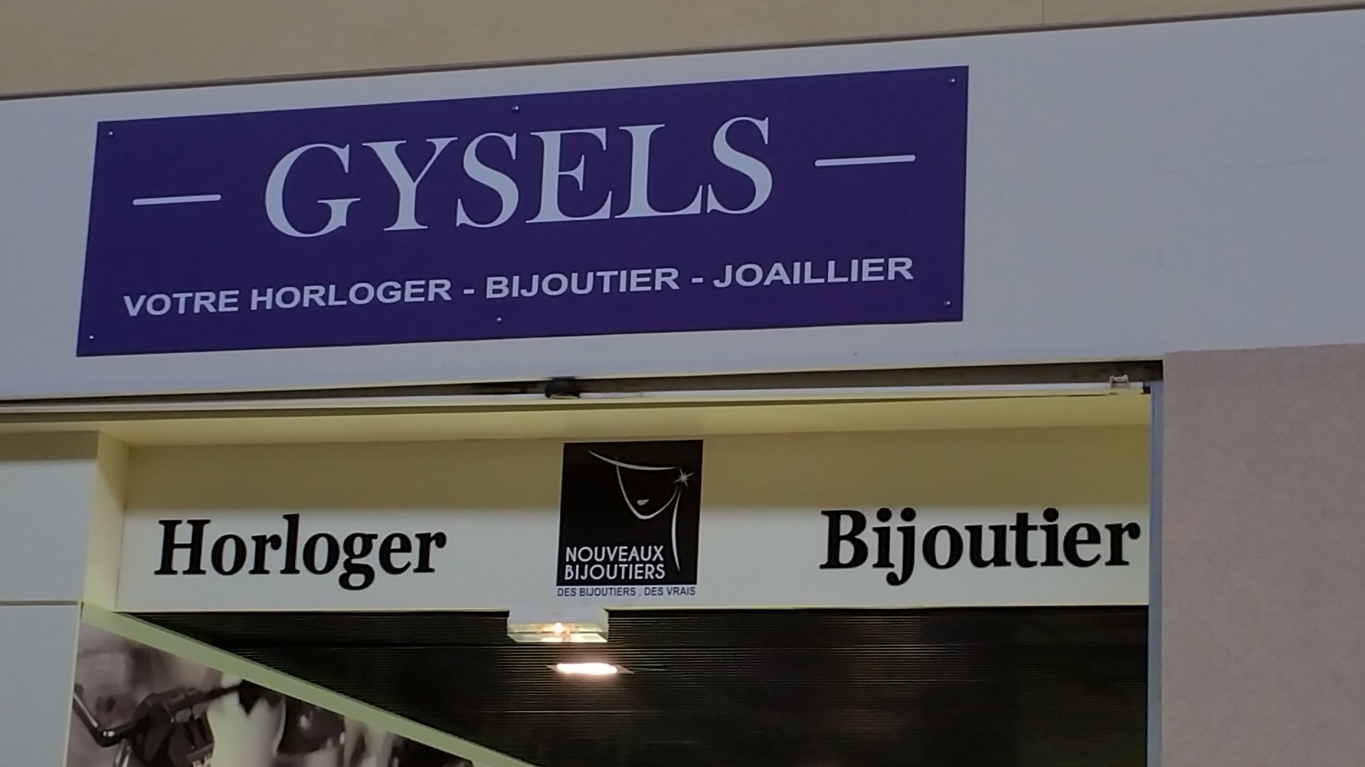 GYSELS
VOTRE HORLOGER - BIJOUTIER - JOAILLIER
Horloger
NOUVEAUX
BIJOUTIERS
DES BIJOUTIERS , DES VRAIS
Bijoutier